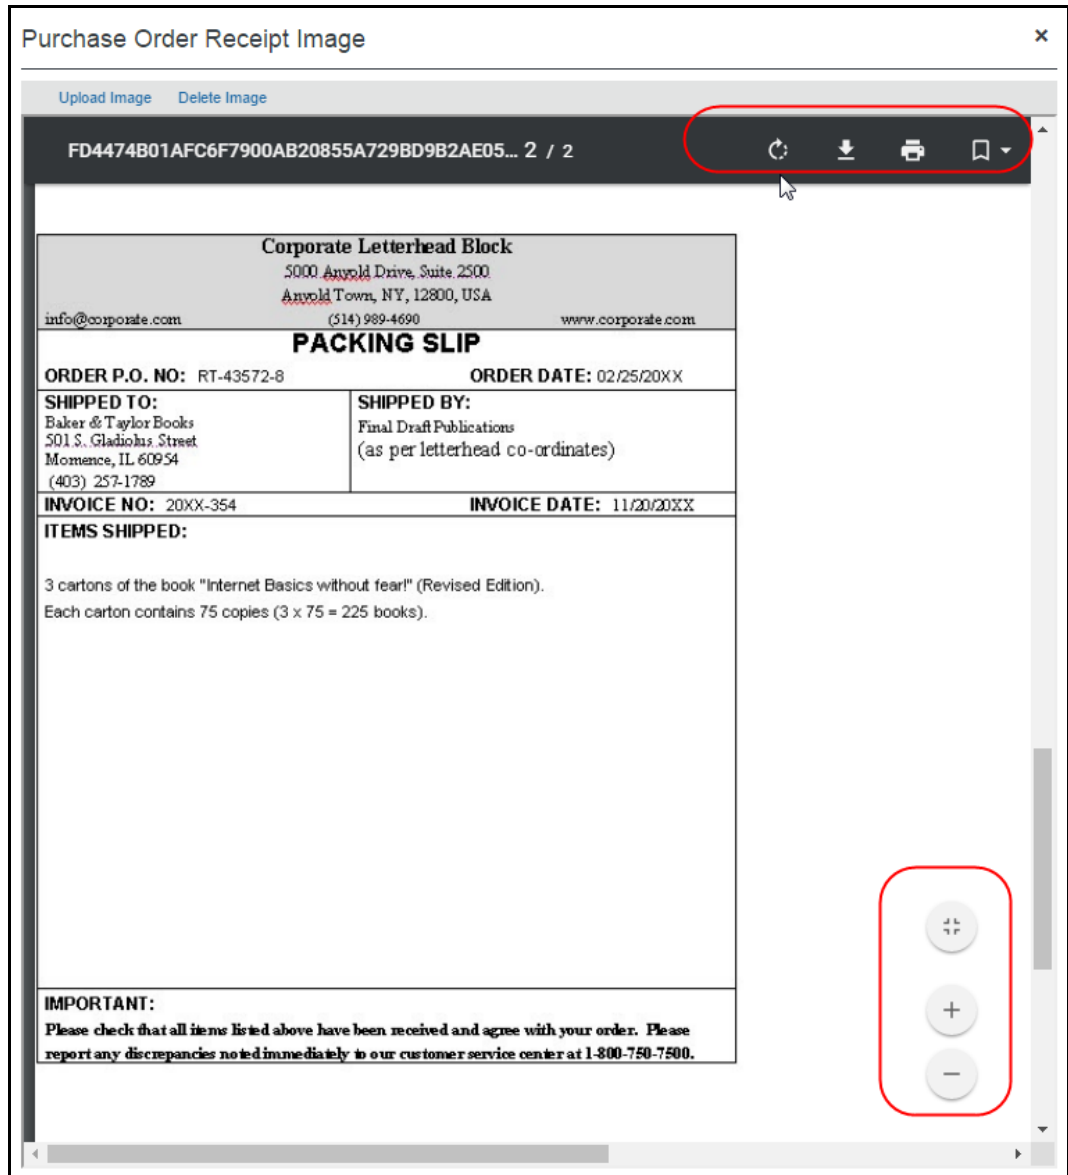 Purchase Order Receipt Image ×
Upload Image Delete Image
FD4474B01AFC6F7900AB20855A729BD9B2AE05... 2 / 2
Corporate Letterhead Block
5000 Anyold Drive, Suite 2500
Anyold Town, NY, 12800, USA
info@corporate.com (514) 989-4690 www.corporate.com
PACKING SLIP
ORDER P.O. NO: RT-43572-8 ORDER DATE: 02/25/20XX
SHIPPED TO:
Baker & Taylor Books
501 S. Gladiolus Street
Momence, IL 60954
(403) 257-1789
SHIPPED BY:
Final Draft Publications
(as per letterhead co-ordinates)
INVOICE NO: 20XX-354 INVOICE DATE: 11/20/20XX
ITEMS SHIPPED:
3 cartons of the book "Internet Basics without fear!" (Revised Edition).
Each carton contains 75 copies (3 x 75 = 225 books).
IMPORTANT:
Please check that all items listed above have been received and agree with your order. Please
report any discrepancies noted immediately to our customer service center at 1-800-750-7500.